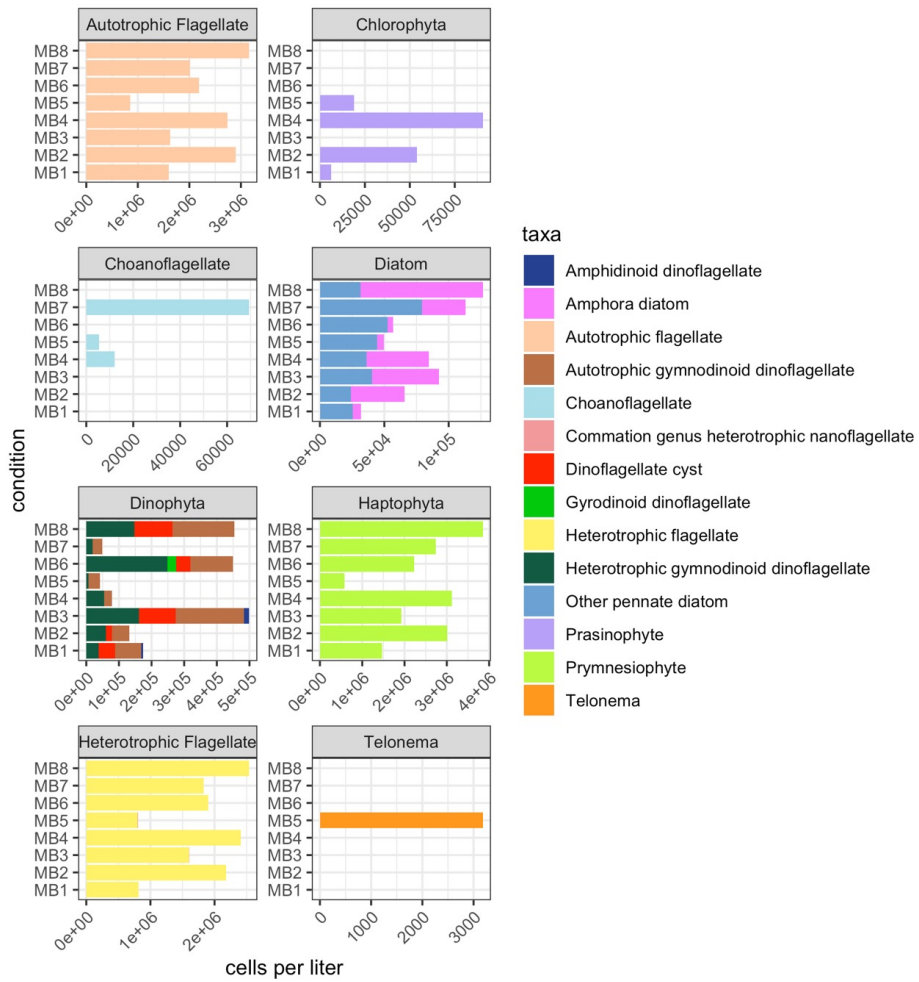 Autotrophic Flagellate
Chlorophyta
MB8
MB7
MB6
MB5
MB4
MB3
MB2
MB1
0e+00
1e+06
2e+06
3e+06
MB8
MB7
MB6
MB5
MB4
MB3
MB2
MB1
0
25000
50000
75000
Choanoflagellate
Diatom
MB8
MB7
MB6
MB5
MB4
MB3
MB2
MB1
0
20000
40000
60000
MB8
MB7
MB6
MB5
MB4
MB3
MB2
MB1
0e+00
5e+04
1e+05
Dinophyta
Haptophyta
MB8
MB7
MB6
MB5
MB4
MB3
MB2
MB1
0e+00
1e+05
2e+05
3e+05
4e+05
5e+05
MB8
MB7
MB6
MB5
MB4
MB3
MB2
MB1
0e+00
1e+06
2e+06
3e+06
4e+06
Heterotrophic Flagellate
Telonema
MB8
MB7
MB6
MB5
MB4
MB3
MB2
MB1
0e+00
1e+06
2e+06
MB8
MB7
MB6
MB5
MB4
MB3
MB2
MB1
0
1000
2000
3000
condition
cells per liter
taxa
Amphidinoid dinoflagellate
Amphora diatom
Autotrophic flagellate
Autotrophic gymnodinoid dinoflagellate
Choanoflagellate
Commation genus heterotrophic nanoflagellate
Dinoflagellate cyst
Gyrodinoid dinoflagellate
Heterotrophic flagellate
Heterotrophic gymnodinoid dinoflagellate
Other pennate diatom
Prasinophyte
Prymnesiophyte
Telonema